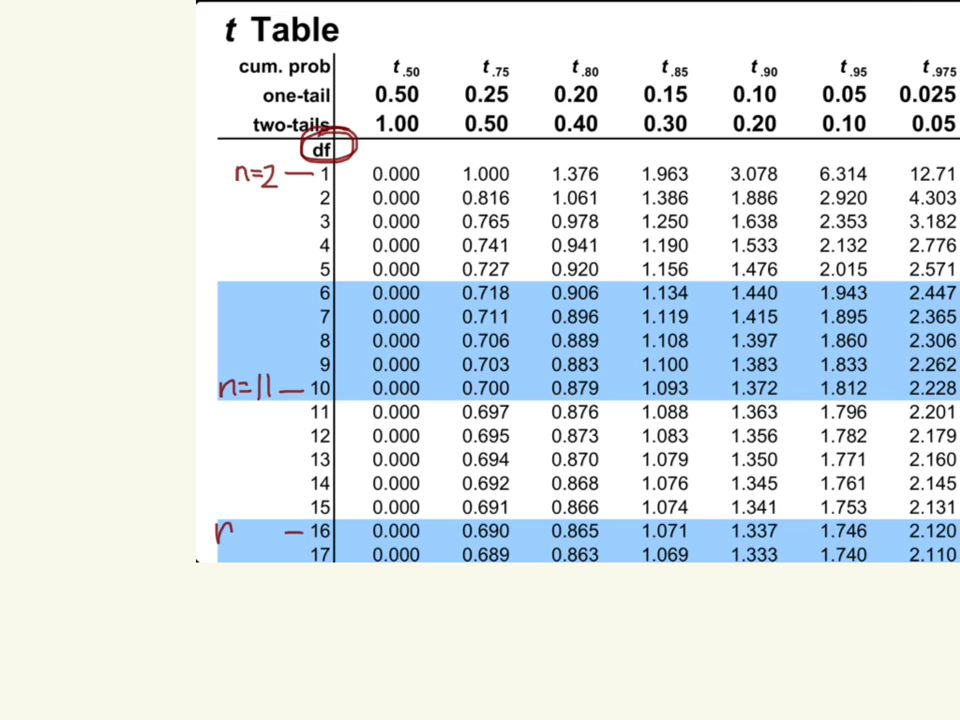 t Table
cum. prob t .50 t .75 t .80 t .85 t .90 t .95 t .975
one-tail 0.50 0.25 0.20 0.15 0.10 0.05 0.025
two-tails 1.00 0.50 0.40 0.30 0.20 0.10 0.05
df
n=2 — 1 0.000 1.000 1.376 1.963 3.078 6.314 12.71
2 0.000 0.816 1.061 1.386 1.886 2.920 4.303
3 0.000 0.765 0.978 1.250 1.638 2.353 3.182
4 0.000 0.741 0.941 1.190 1.533 2.132 2.776
5 0.000 0.727 0.920 1.156 1.476 2.015 2.571
6 0.000 0.718 0.906 1.134 1.440 1.943 2.447
7 0.000 0.711 0.896 1.119 1.415 1.895 2.365
8 0.000 0.706 0.889 1.108 1.397 1.860 2.306
9 0.000 0.703 0.883 1.100 1.383 1.833 2.262
n=11 — 10 0.000 0.700 0.879 1.093 1.372 1.812 2.228
11 0.000 0.697 0.876 1.088 1.363 1.796 2.201
12 0.000 0.695 0.873 1.083 1.356 1.782 2.179
13 0.000 0.694 0.870 1.079 1.350 1.771 2.160
14 0.000 0.692 0.868 1.076 1.345 1.761 2.145
15 0.000 0.691 0.866 1.074 1.341 1.753 2.131
n — 16 0.000 0.690 0.865 1.071 1.337 1.746 2.120
17 0.000 0.689 0.863 1.069 1.333 1.740 2.110